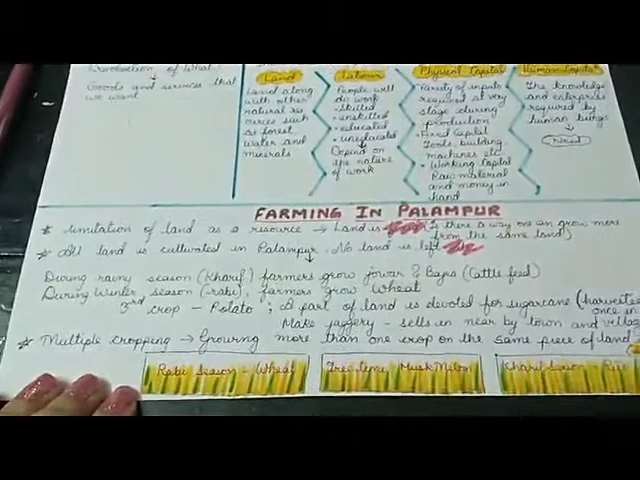 Production of What
Goods and services that
we want
Land
Land along
with other
natural res
ources such
as forest
water and
minerals
Labour
People will
do work
• skilled
• unskilled
• educated
• uneducated
Depend on
the nature
of work
Physical Capital
• Variety of inputs
required at very
stage during
production
• Fixed Capital
Tools, building,
machines etc.
• Working Capital
Raw material
and money in
hand
Human Capital
The knowledge
and enterprise
required by
human beings
Need
FARMING IN PALAMPUR
* Limitation of land as a resource → Land is (Is there a way one can grow more
from the same land)
* All land is cultivated in Palampur. No land is left
During rainy season (Kharif) farmers grow jowar & Bajra (cattle feed)
During Winter season (rabi), farmers grow Wheat
3rd crop - Potato ; A part of land is devoted for sugarcane (harvested
once in
Make jaggery - sells in near by town and village
* Multiple cropping → Growing more than one crop on the same piece of land
Rabi season - Wheat
Free time Musk Melon
Kharif Season Rice